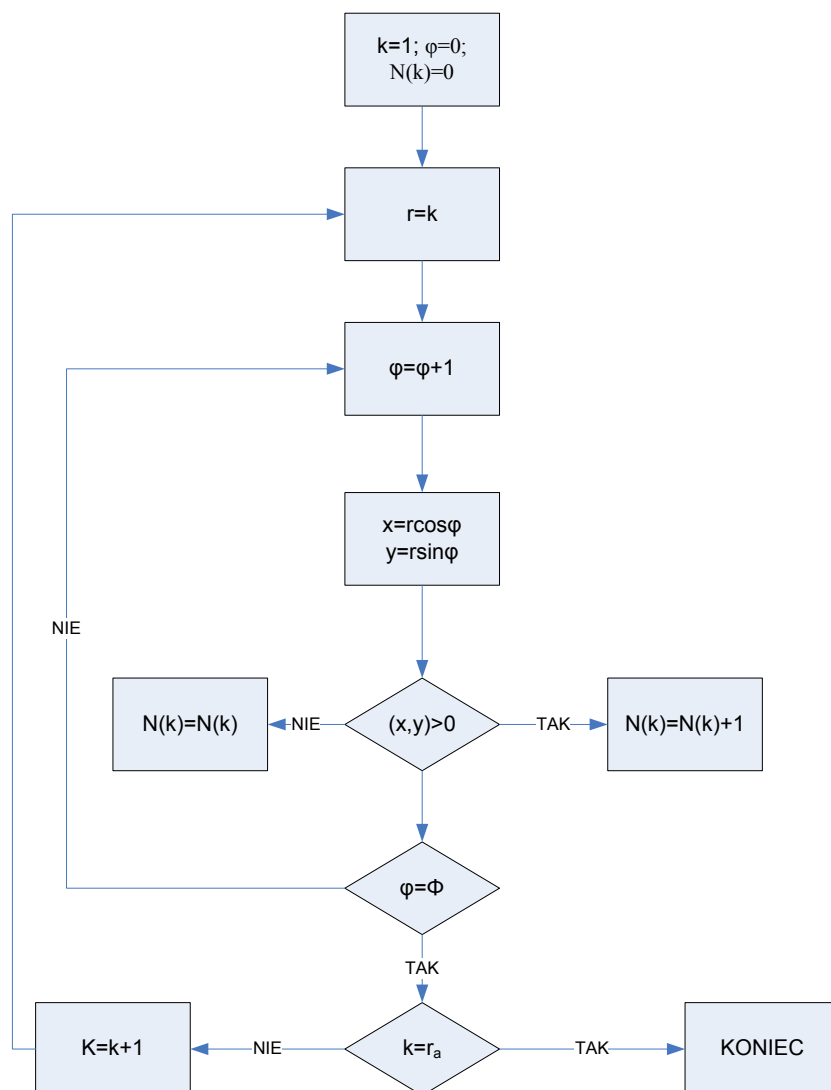 k=1; φ=0;
N(k)=0
r=k
φ=φ+1
x=rcosφ
y=rsinφ
NIE
N(k)=N(k)
NIE
(x,y)>0
TAK
N(k)=N(k)+1
φ=Φ
TAK
K=k+1
NIE
k=rₐ
TAK
KONIEC